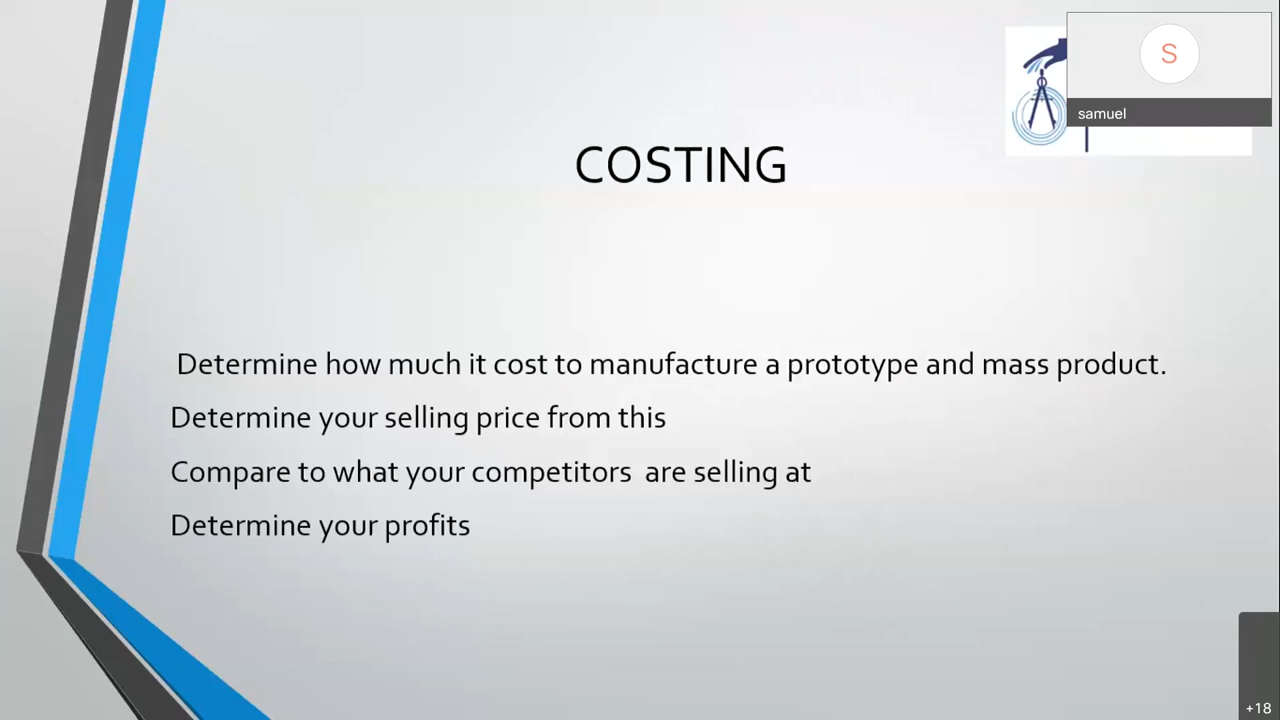 S
samuel
COSTING
Determine how much it cost to manufacture a prototype and mass product.
Determine your selling price from this
Compare to what your competitors  are selling at
Determine your profits
+18